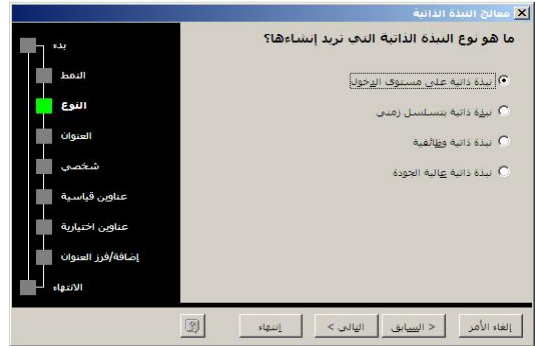 معالج النبذة الذاتية
ما هو نوع النبذة الذاتية التي تريد إنشاءها؟
نبذة ذاتية على مستوى الدخول
نبذة ذاتية بتسلسل زمني
نبذة ذاتية وظائفية
نبذة ذاتية عالية الجودة
بدء
النمط
النوع
العنوان
شخصي
عناوين قياسية
عناوين اختيارية
إضافة/فرز العنوان
الانتهاء
إلغاء الأمر
< السابق
التالي >
إنتهاء